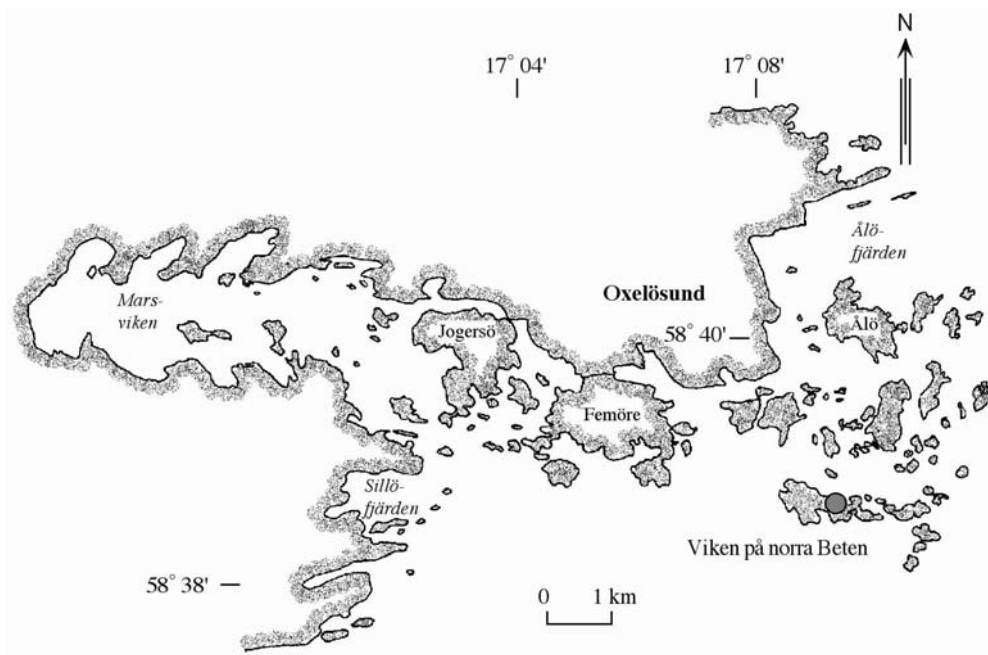 N
17° 04'
17° 08'
Ålö-
fjärden
Mars-
viken
Oxelösund
Jogersö
58° 40'
Ålö
Femöre
Sillö-
fjärden
Viken på norra Beten
58° 38'
0 1 km